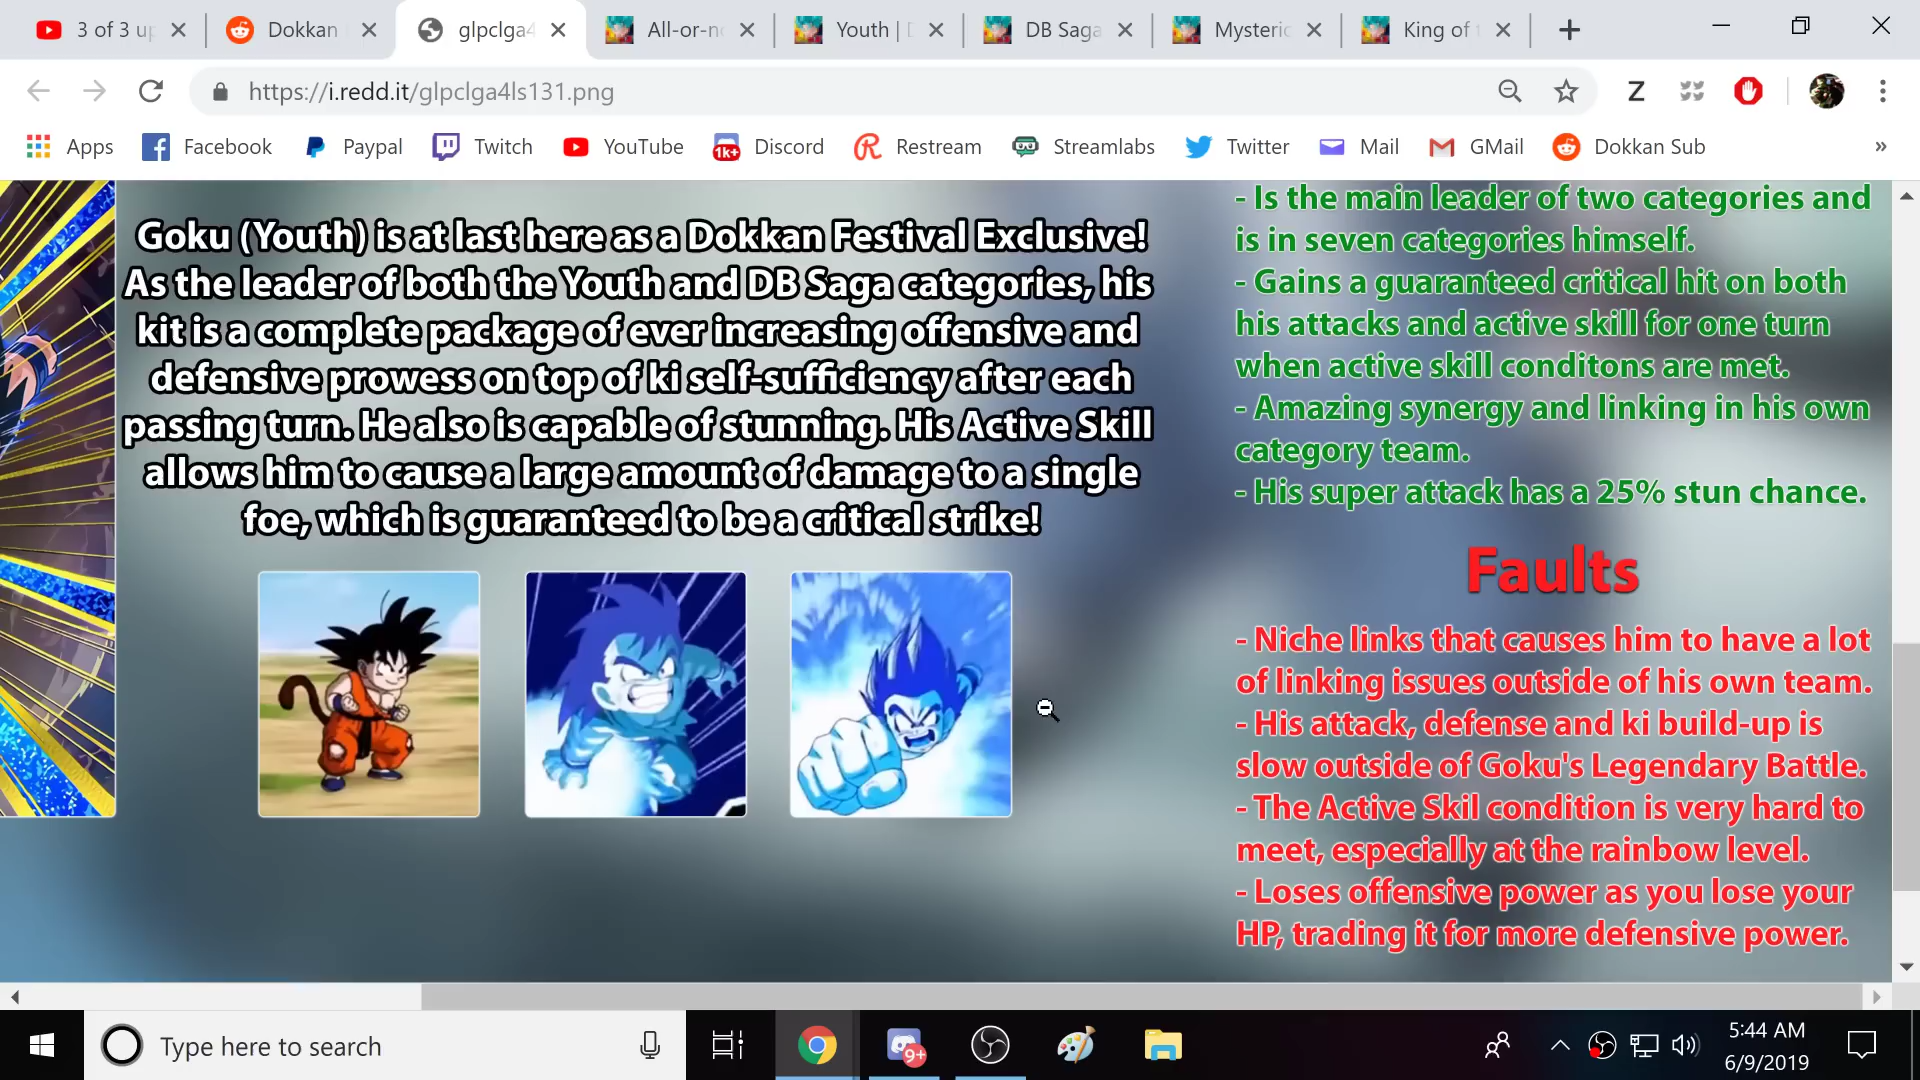 3 of 3 up
Dokkan
glpclga4
All-or-n
Youth | D
DB Saga
Mysteric
King of t
https://i.redd.it/glpclga4ls131.png
Z
Apps
Facebook
Paypal
Twitch
YouTube
1K+
Discord
Restream
Streamlabs
Twitter
Mail
GMail
Dokkan Sub
»
Goku (Youth) is at last here as a Dokkan Festival Exclusive!
As the leader of both the Youth and DB Saga categories, his
kit is a complete package of ever increasing offensive and
defensive prowess on top of ki self-sufficiency after each
passing turn. He also is capable of stunning. His Active Skill
allows him to cause a large amount of damage to a single
foe, which is guaranteed to be a critical strike!
- Is the main leader of two categories and
is in seven categories himself.
- Gains a guaranteed critical hit on both
his attacks and active skill for one turn
when active skill conditons are met.
- Amazing synergy and linking in his own
category team.
- His super attack has a 25% stun chance.
Faults
- Niche links that causes him to have a lot
of linking issues outside of his own team.
- His attack, defense and ki build-up is
slow outside of Goku's Legendary Battle.
- The Active Skil condition is very hard to
meet, especially at the rainbow level.
- Loses offensive power as you lose your
HP, trading it for more defensive power.
Type here to search
9+
5:44 AM
6/9/2019